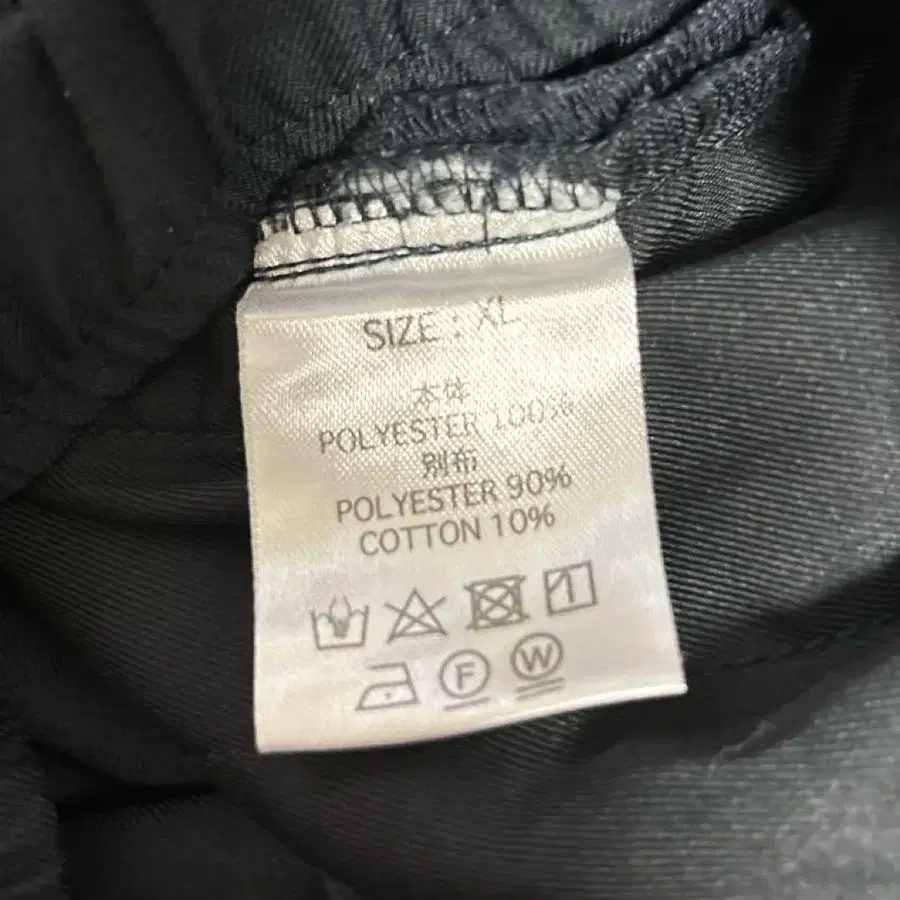 SIZE : XL
本体
POLYESTER 100%
別布
POLYESTER 90%
COTTON 10%
F W